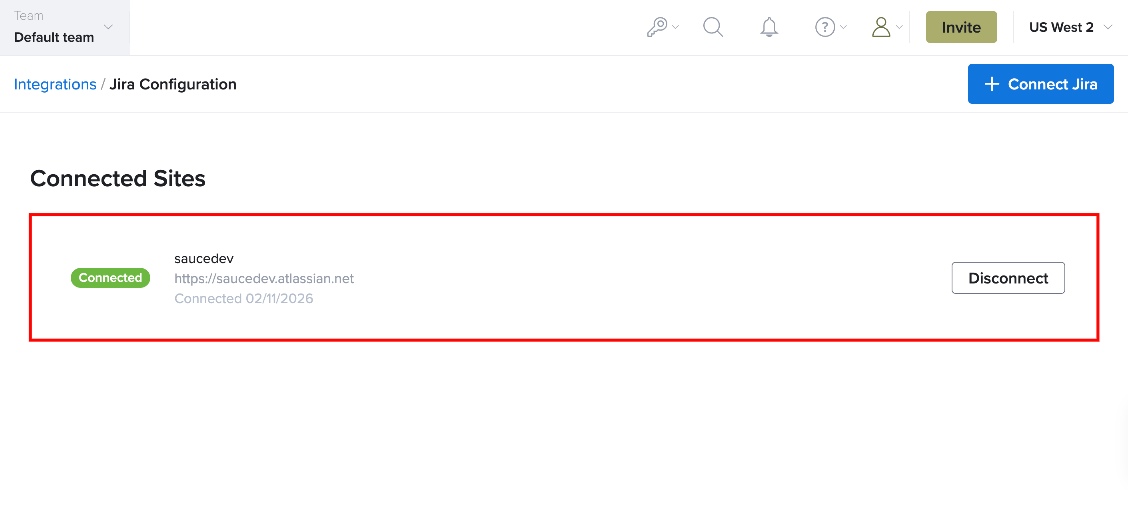 Team
Default team
?
Invite
US West 2
Integrations / Jira Configuration
+ Connect Jira
Connected Sites
saucedev
Connected
https://saucedev.atlassian.net
Disconnect
Connected 02/11/2026